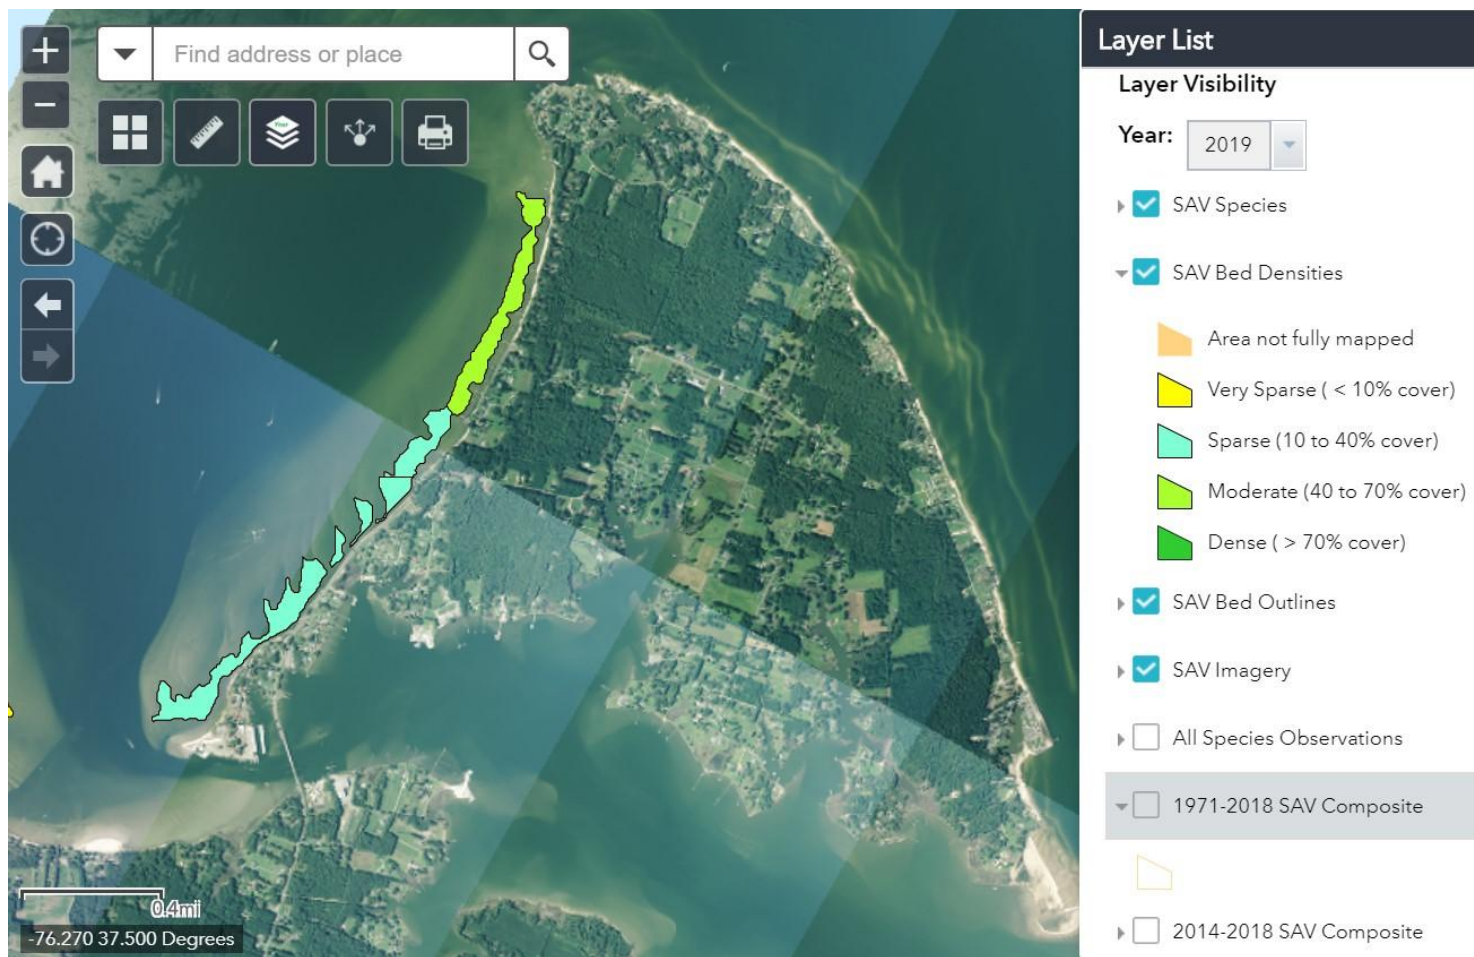 Find address or place
Layer List
Layer Visibility
Year: 2019
SAV Species
SAV Bed Densities
Area not fully mapped
Very Sparse ( < 10% cover)
Sparse (10 to 40% cover)
Moderate (40 to 70% cover)
Dense ( > 70% cover)
SAV Bed Outlines
SAV Imagery
All Species Observations
1971-2018 SAV Composite
2014-2018 SAV Composite
0.4mi
-76.270 37.500 Degrees